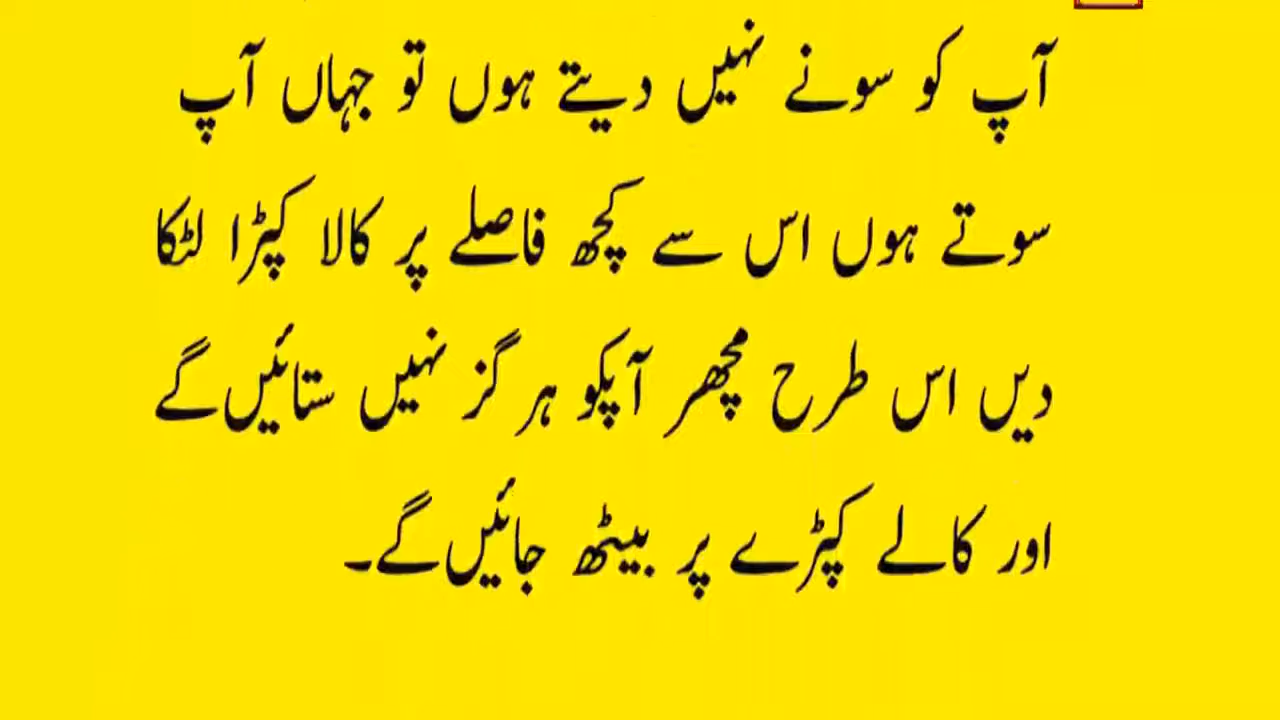 آپ کو سونے نہیں دیتے ہوں تو جہاں آپ
سوتے ہوں اس سے کچھ فاصلے پر کالا کپڑا لٹکا
دیں اس طرح مچھر آپکو ہرگز نہیں ستائیں گے
اور کالے کپڑے پر بیٹھ جائیں گے۔